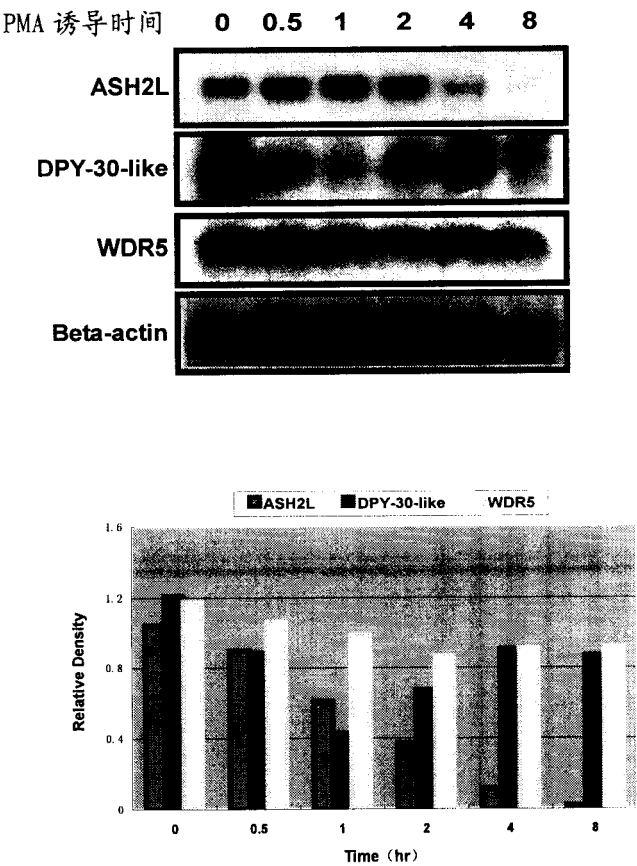 PMA 诱导时间 0 0.5 1 2 4 8
ASH2L
DPY-30-like
WDR5
Beta-actin
ASH2L DPY-30-like WDR5
Relative Density
1.6
1.2
0.8
0.4
0
0 0.5 1 2 4 8
Time (hr)